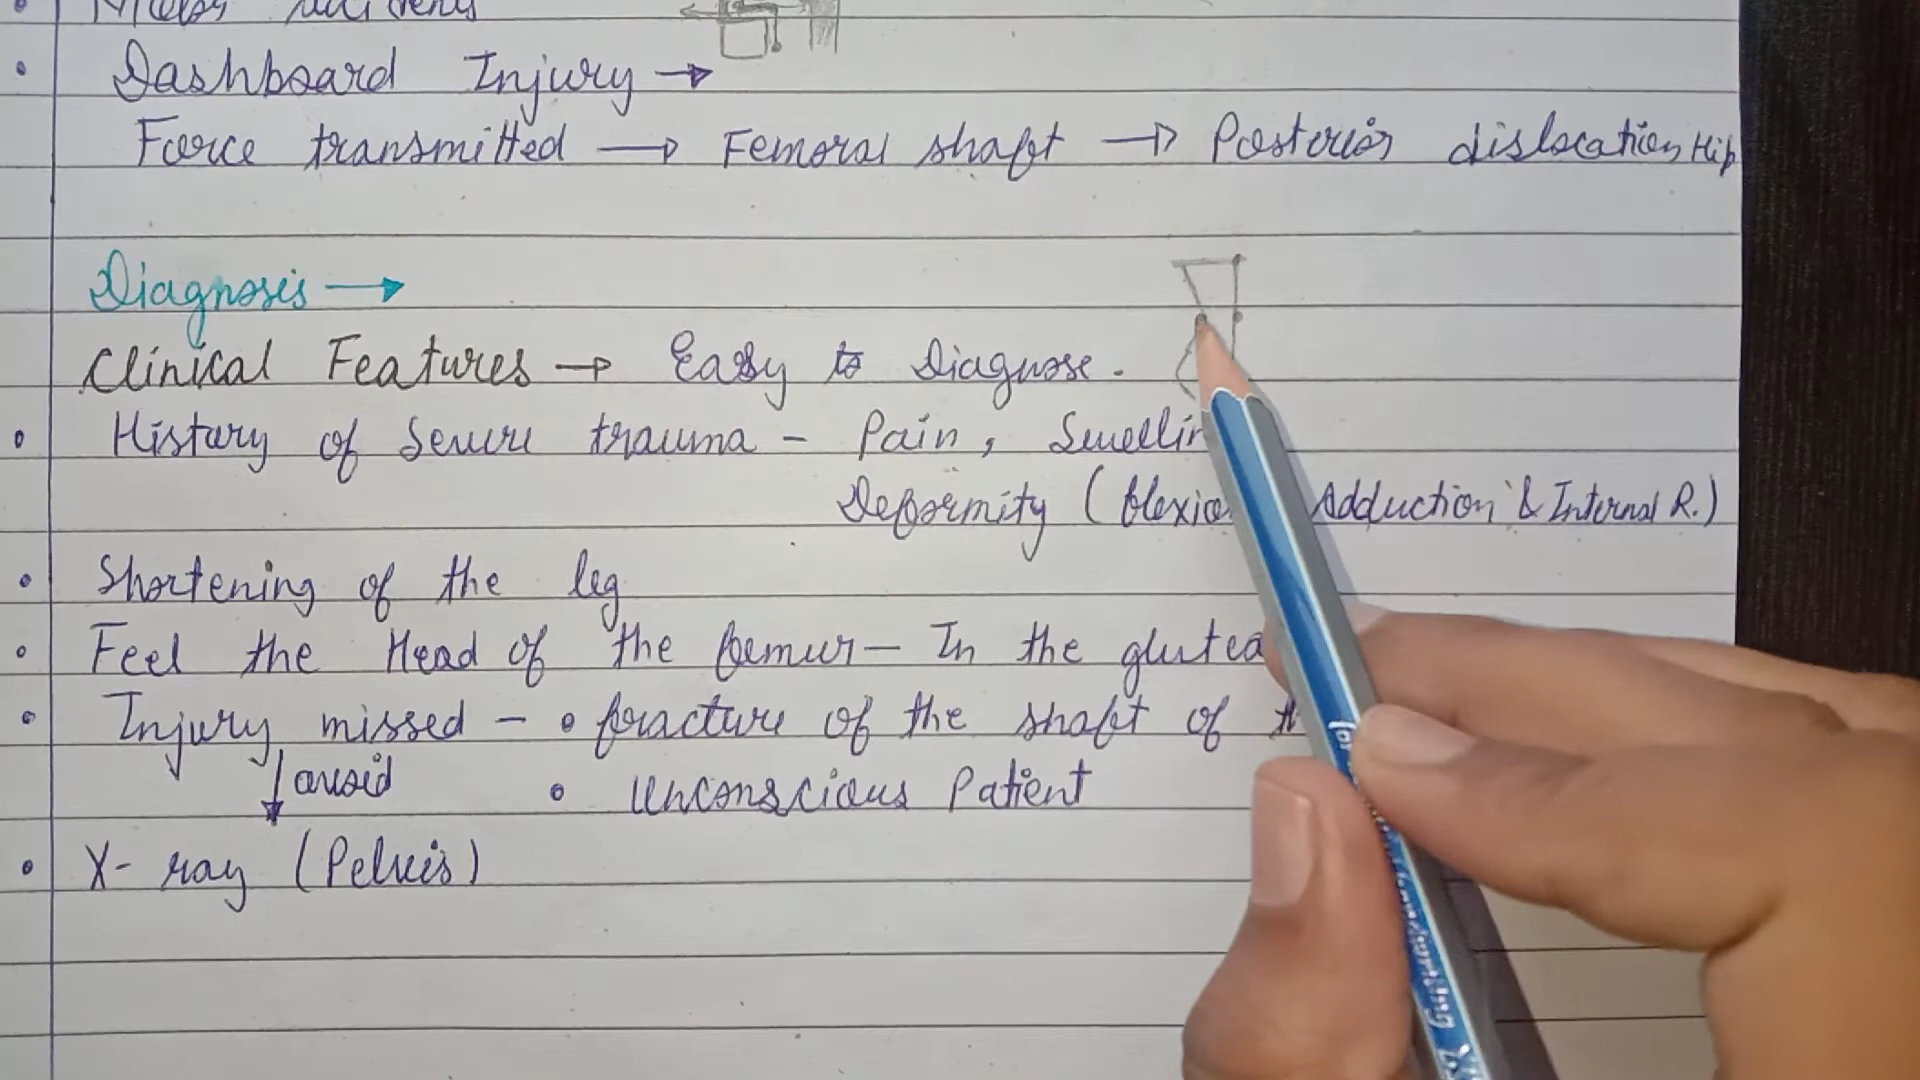 Dashboard Injury →
Force transmitted → Femoral shaft → Posterior dislocation Hip
Diagnosis →
Clinical Features → Easy to Diagnose.
History of Severe trauma - Pain, Swellin
Deformity (flexio Adduction & Internal R.)
Shortening of the leg
Feel the Head of the femur - In the glutea
Injury missed - • fracture of the shaft of
↓ avoid • Unconscious Patient
X-ray (Pelvis)